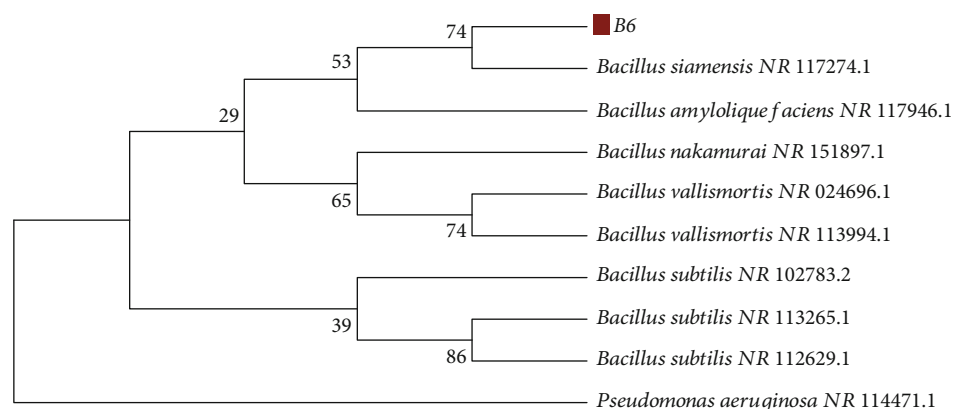 74
B6
53
Bacillus siamensis NR 117274.1
29
Bacillus amylolique faciens NR 117946.1
Bacillus nakamurai NR 151897.1
65
Bacillus vallismortis NR 024696.1
74
Bacillus vallismortis NR 113994.1
Bacillus subtilis NR 102783.2
39
Bacillus subtilis NR 113265.1
86
Bacillus subtilis NR 112629.1
Pseudomonas aeruginosa NR 114471.1